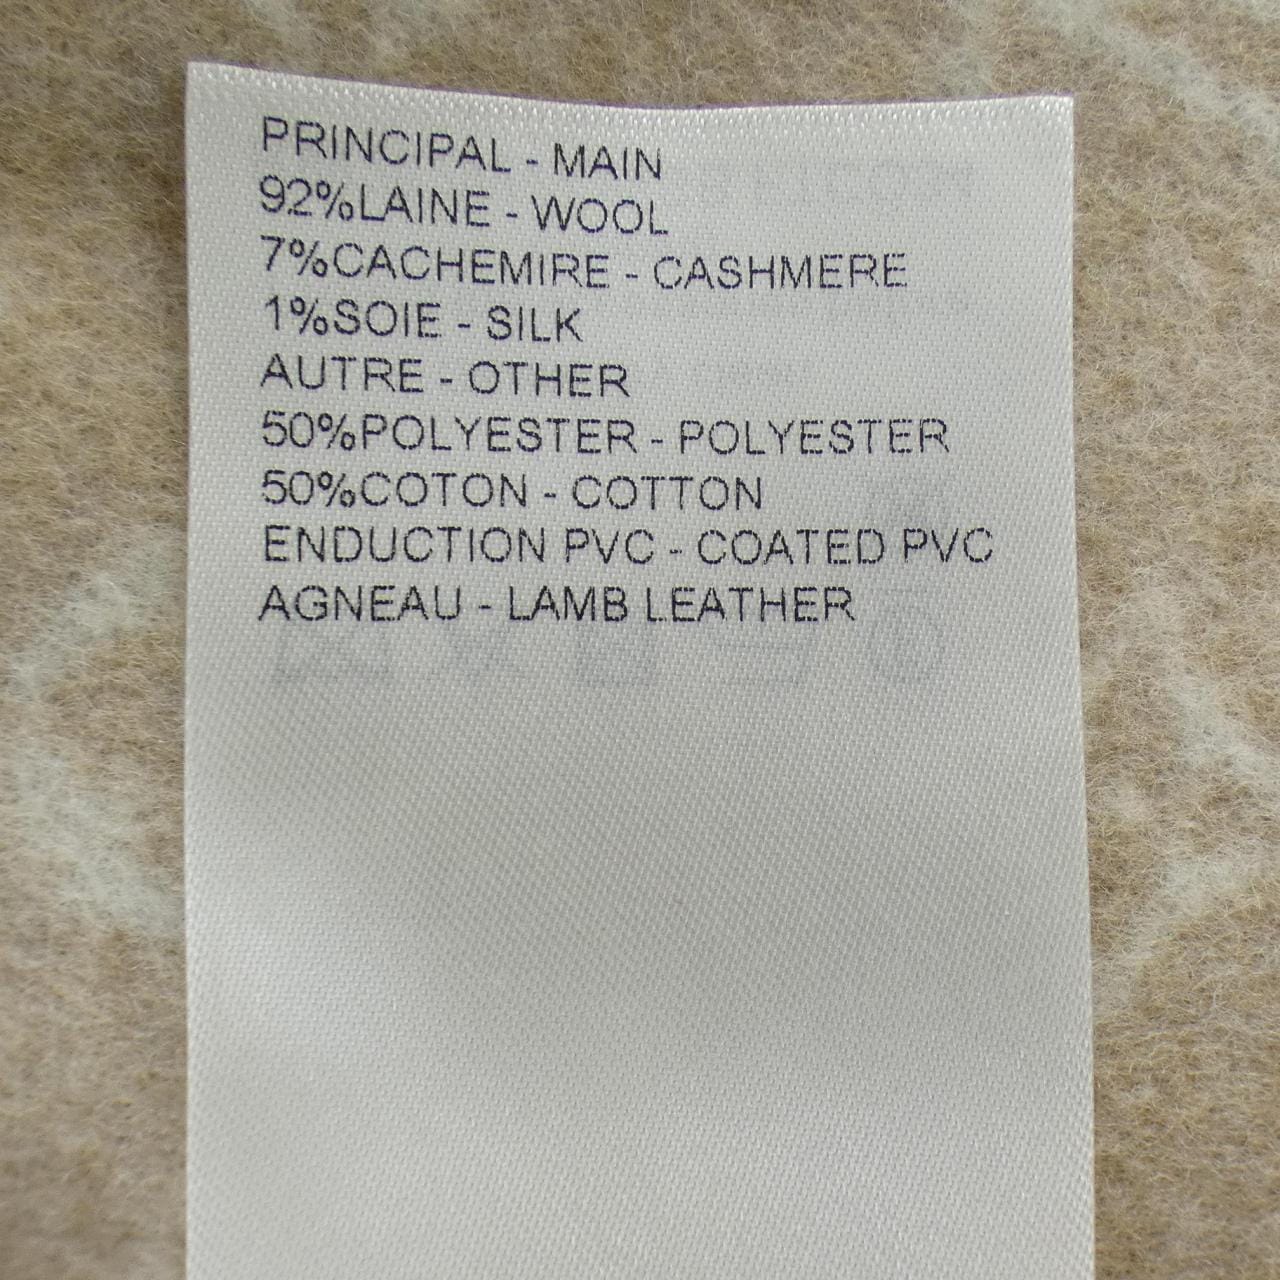 PRINCIPAL - MAIN
92%LAINE - WOOL
7%CACHEMIRE - CASHMERE
1%SOIE - SILK
AUTRE - OTHER
50%POLYESTER - POLYESTER
50%COTON - COTTON
ENDUCTION PVC - COATED PVC
AGNEAU - LAMB LEATHER